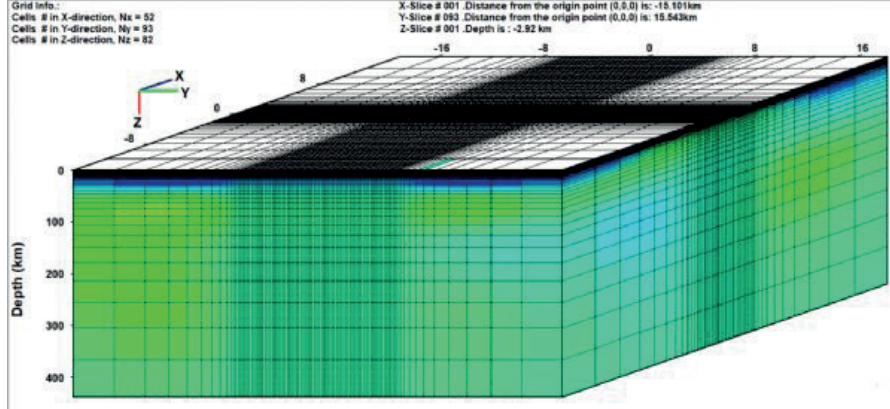 Grid Info.:
Cells # in X-direction, Nx = 52
Cells # in Y-direction, Ny = 93
Cells # in Z-direction, Nz = 82
X-Slice # 001 .Distance from the origin point (0,0,0) is: -15.101km
Y-Slice # 093 .Distance from the origin point (0,0,0) is: 15.543km
Z-Slice # 001 .Depth is : -2.92 km
-16 -8 0 8 16
8
0
-8
X
Y
Z
0
100
200
300
400
Depth (km)